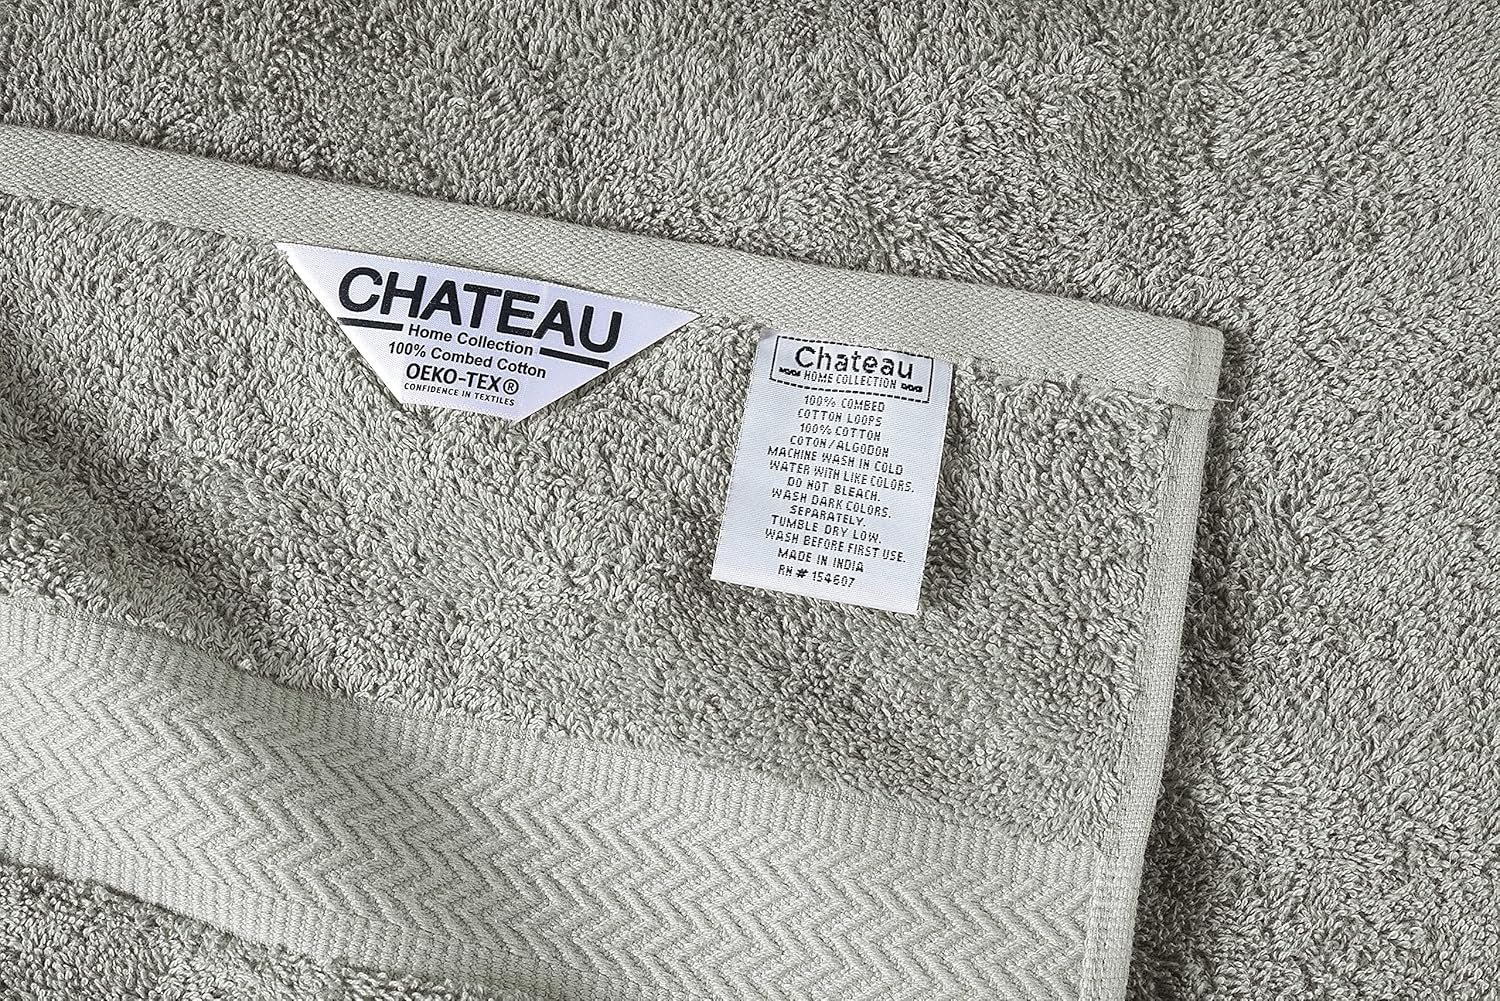 CHATEAU
Home Collection
100% Combed Cotton
OEKO-TEX®
CONFIDENCE IN TEXTILES
Chateau
HOME COLLECTION
100% COMBED
COTTON LOOPS
100% COTTON
COTON/ALGODON
MACHINE WASH IN COLD
WATER WITH LIKE COLORS.
DO NOT BLEACH.
WASH DARK COLORS.
SEPARATELY.
TUMBLE DRY LOW.
WASH BEFORE FIRST USE.
MADE IN INDIA
RN # 154607